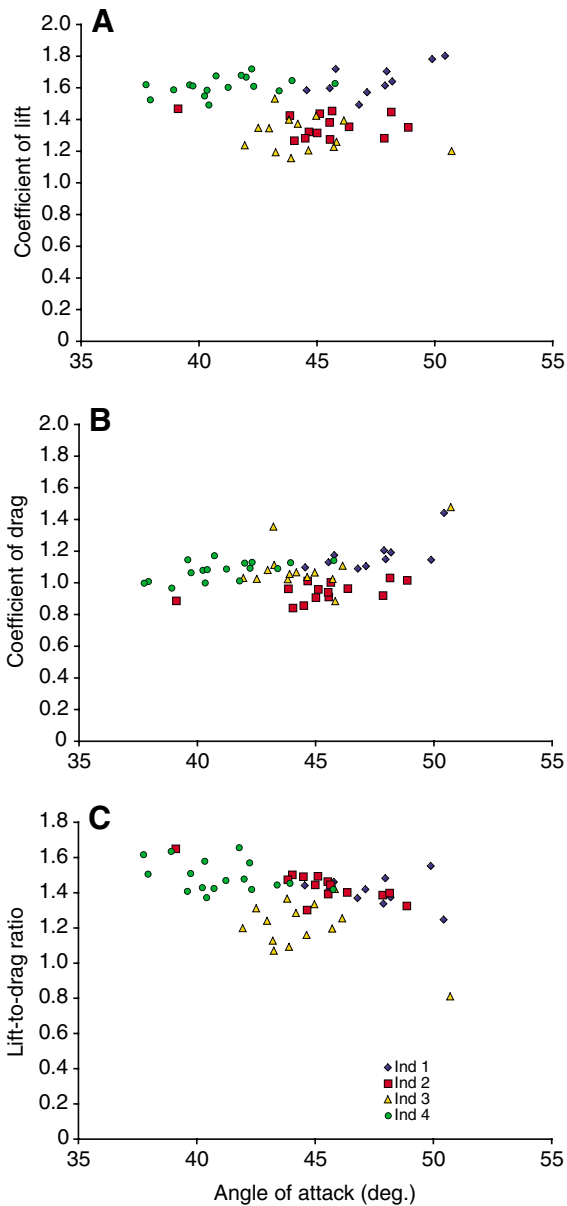 A
2.0
1.8
1.6
1.4
1.2
1.0
0.8
0.6
0.4
0.2
0
Coefficient of lift
35 40 45 50 55
B
2.0
1.8
1.6
1.4
1.2
1.0
0.8
0.6
0.4
0.2
0
Coefficient of drag
35 40 45 50 55
C
1.8
1.6
1.4
1.2
1.0
0.8
0.6
0.4
0.2
0
Lift-to-drag ratio
Ind 1
Ind 2
Ind 3
Ind 4
35 40 45 50 55
Angle of attack (deg.)